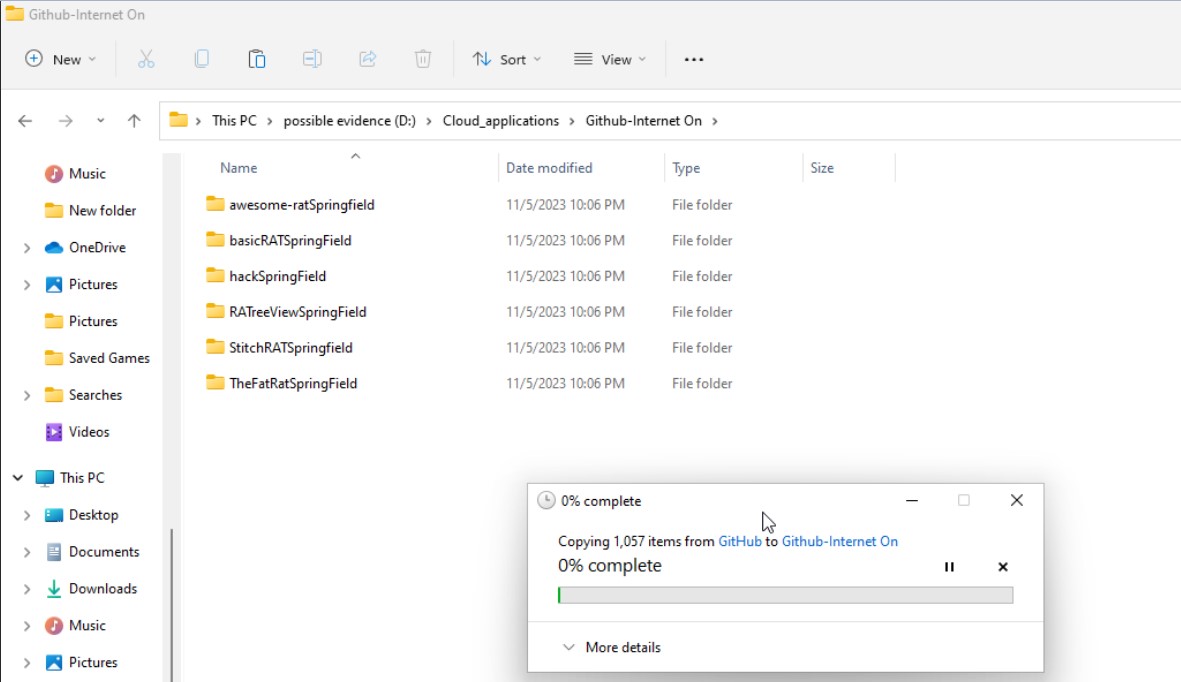 Github-Internet On
New Sort View ...
This PC > possible evidence (D:) > Cloud_applications > Github-Internet On >
Music
New folder
OneDrive
Pictures
Pictures
Saved Games
Searches
Videos
This PC
Desktop
Documents
Downloads
Music
Pictures
Name Date modified Type Size
awesome-ratSpringfield 11/5/2023 10:06 PM File folder
basicRATSpringField 11/5/2023 10:06 PM File folder
hackSpringField 11/5/2023 10:06 PM File folder
RATreeViewSpringField 11/5/2023 10:06 PM File folder
StitchRATSpringfield 11/5/2023 10:06 PM File folder
TheFatRatSpringField 11/5/2023 10:06 PM File folder
0% complete
Copying 1,057 items from GitHub to Github-Internet On
0% complete
More details